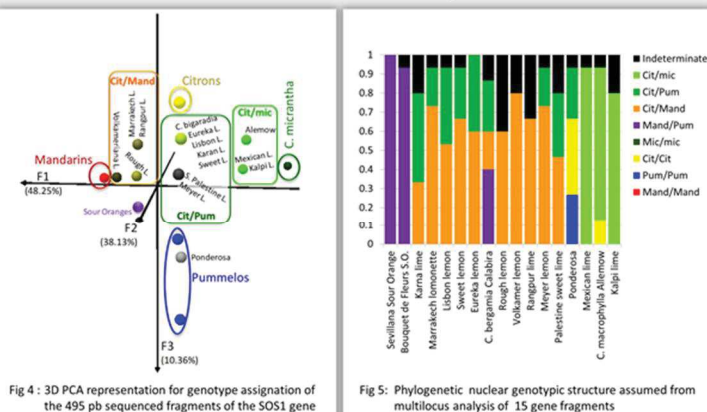 Cit/Mand
Citrons
Marrakech L.
Rangpur L.
Volkameriana L.
Rough L.
C. bigaradia
Eureka L.
Lisbon L.
Karan L.
Sweet L.
Cit/mic
Alemow
Mexican L.
Kalpi L.
C. micrantha
Mandarins
F1
(48.25%)
S. Palestine L.
Meyer L.
Sour Oranges
F2
(38.13%)
Cit/Pum
Ponderosa
Pummelos
F3
(10.36%)
Fig 4 : 3D PCA representation for genotype assignation of
the 495 pb sequenced fragments of the SOS1 gene
1
0.9
0.8
0.7
0.6
0.5
0.4
0.3
0.2
0.1
0
Sevillana Sour Orange
Bouquet de Fleurs S.O.
Karna lime
Marrakech lomonette
Lisbon lemon
Sweet lemon
Eureka lemon
C. bergamia Calabira
Rough lemon
Volkamer lemon
Rangpur lime
Meyer lemon
Palestine sweet lime
Ponderosa
Mexican lime
C. macrophylla Allemow
Kalpi lime
Indeterminate
Cit/mic
Cit/Pum
Cit/Mand
Mand/Pum
Mic/mic
Cit/Cit
Pum/Pum
Mand/Mand
Fig 5: Phylogenetic nuclear genotypic structure assumed from
multilocus analysis of 15 gene fragments